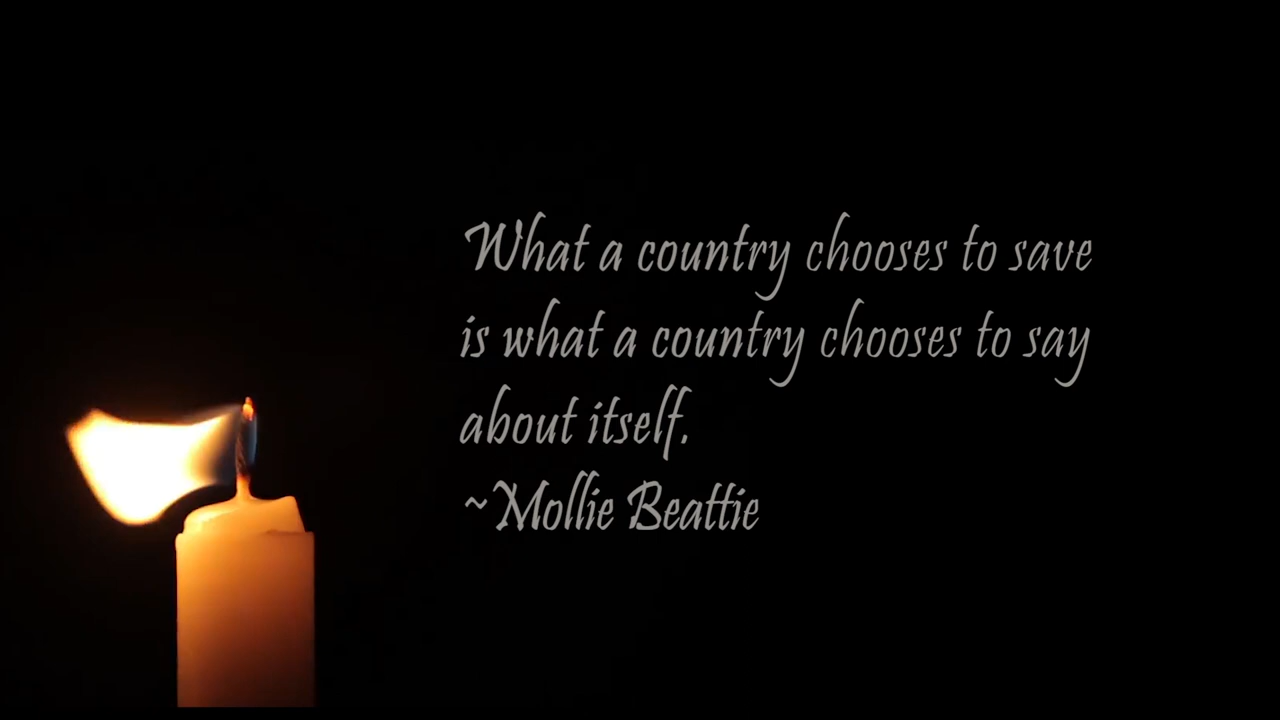 What a country chooses to save
is what a country chooses to say
about itself.
~Mollie Beattie